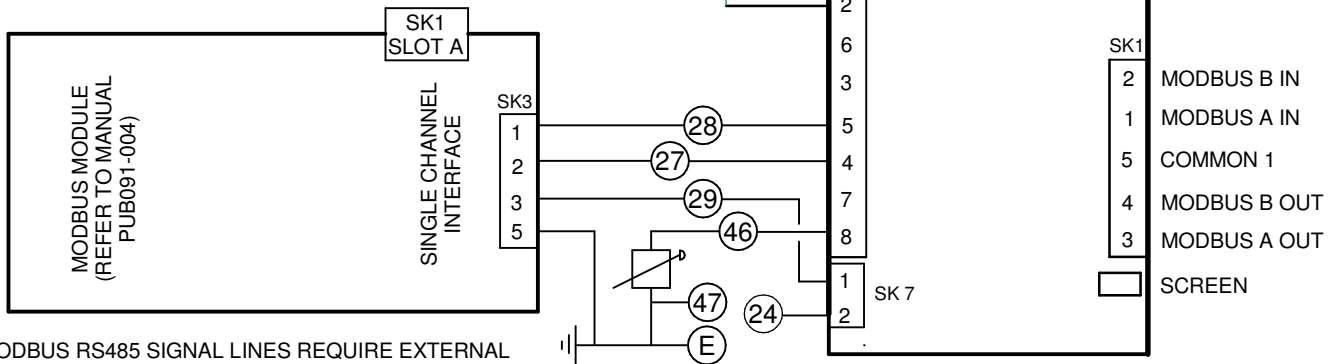 SK1
SLOT A
MODBUS MODULE
(REFER TO MANUAL
PUB091-004)
SINGLE CHANNEL
INTERFACE
SK3
1
2
3
5
28
27
29
46
47
E
24
2
6
3
5
4
7
8
1
2
SK 7
SK1
2 MODBUS B IN
1 MODBUS A IN
5 COMMON 1
4 MODBUS B OUT
3 MODBUS A OUT
SCREEN
RS485 SIGNAL LINES REQUIRE EXTERNAL